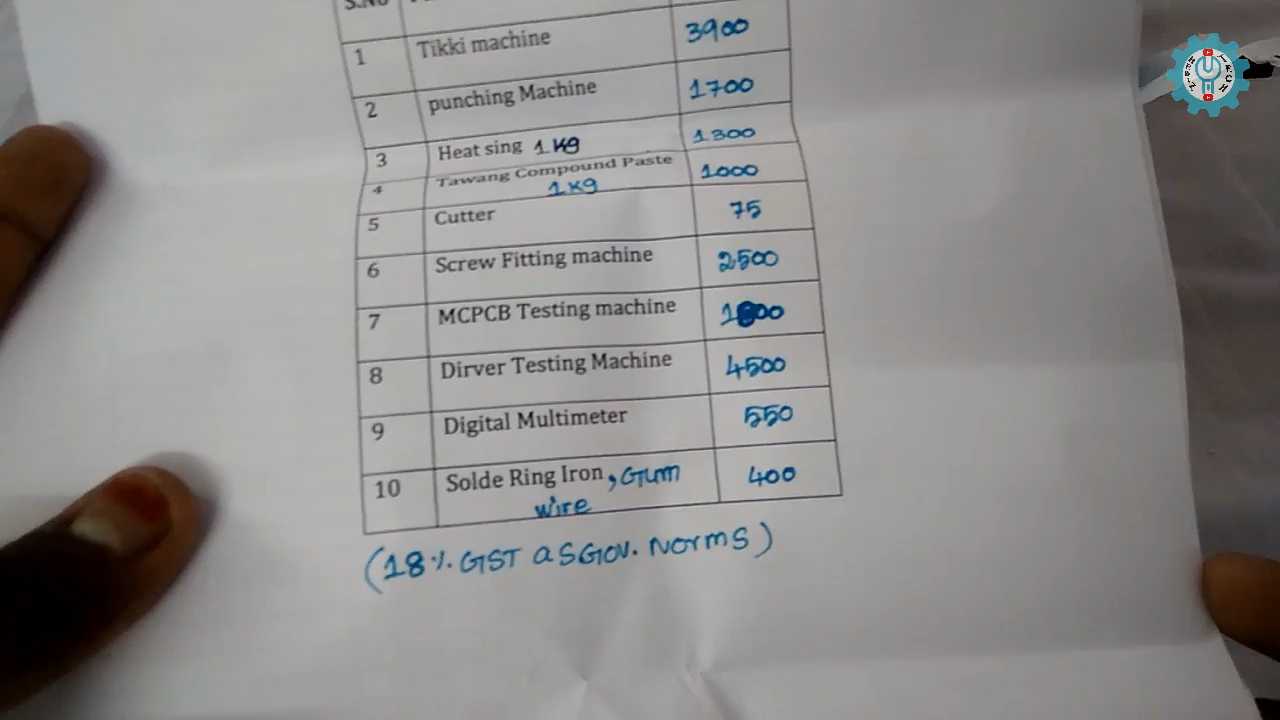 S.No
1 Tikki machine 3900
2 punching Machine 1700
3 Heat sing 1 Kg 1300
4 Tawang Compound Paste 1000
1 Kg
5 Cutter 75
6 Screw Fitting machine 2500
7 MCPCB Testing machine
8 Dirver Testing Machine 4500
9 Digital Multimeter 550
10 Solde Ring Iron , Gum 400
wire
(18%. GST as Gov. Norms)